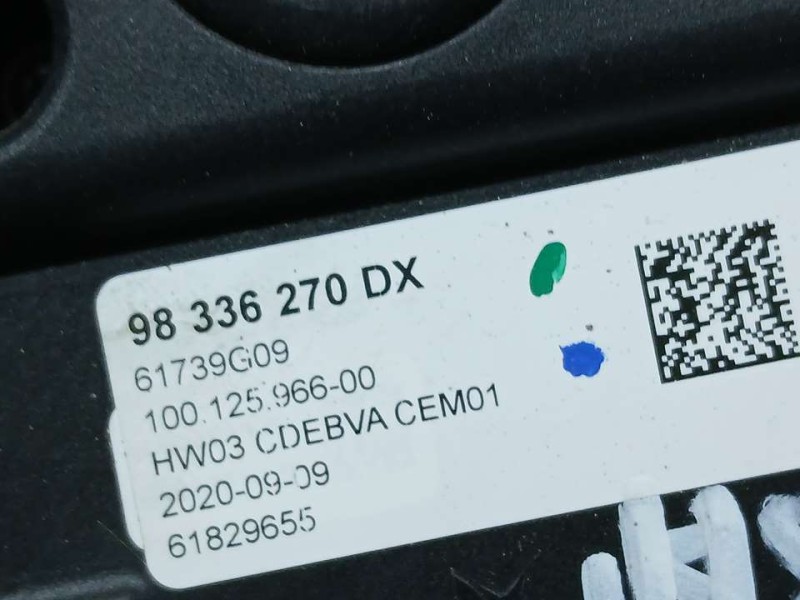 98 336 270 DX
61739G09
100.125.966-00
HW03 CDEBVA CEM01
2020-09-09
61829655